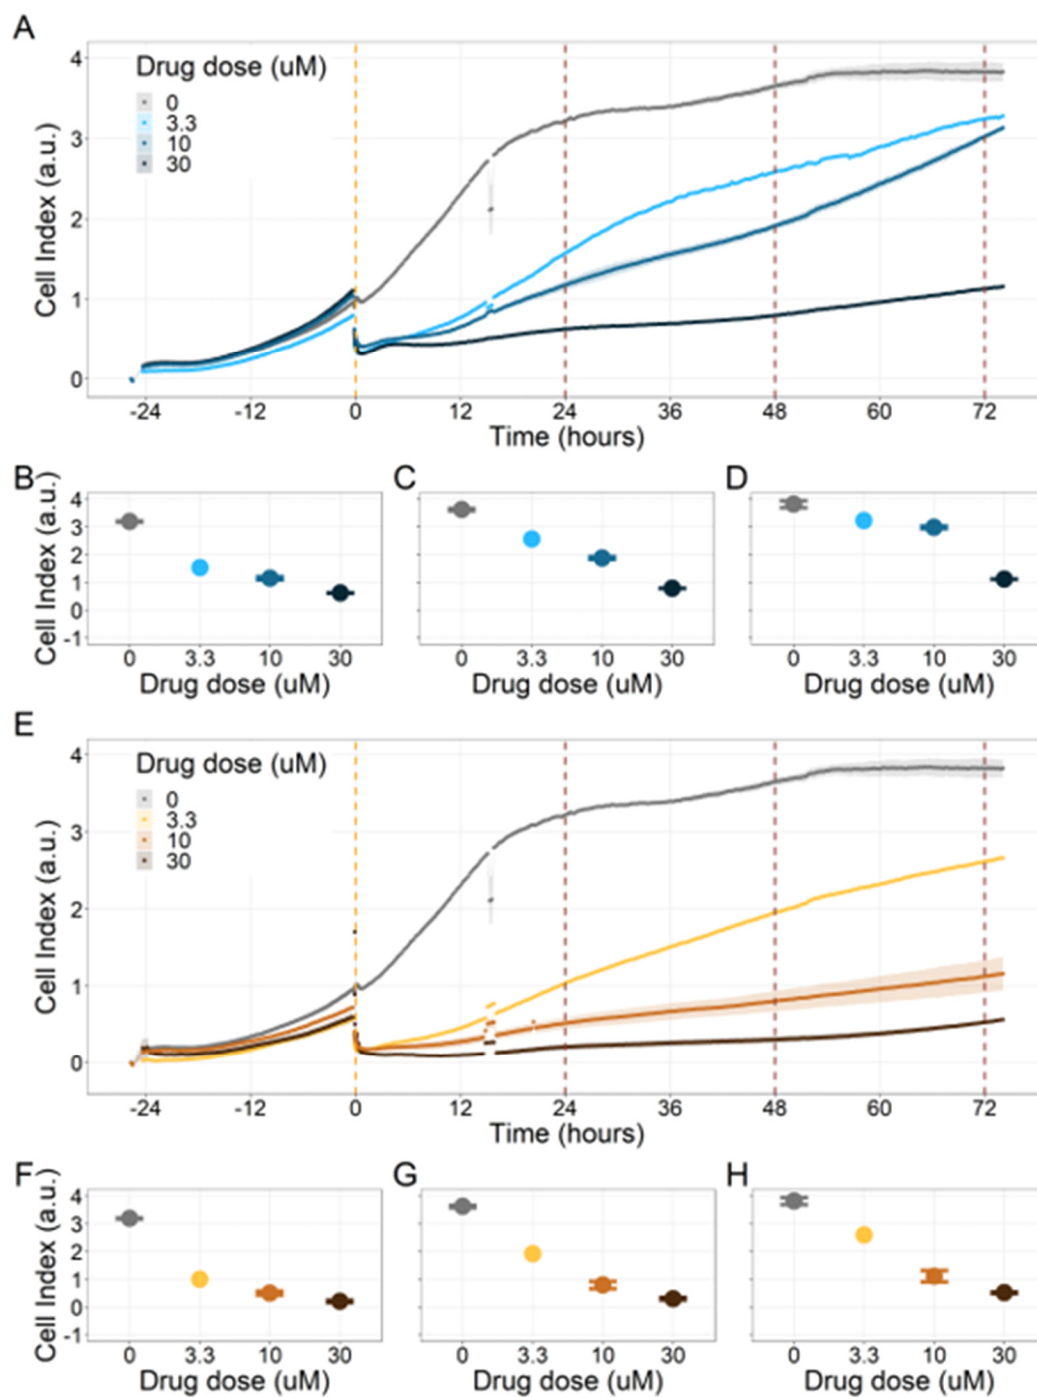 A
Cell Index (a.u.)
4
3
2
1
0
Drug dose (uM)
0
3.3
10
30
-24 -12 0 12 24 36 48 60 72
Time (hours)
B C D
Cell Index (a.u.)
4
3
2
1
0
-1
0 3.3 10 30 0 3.3 10 30 0 3.3 10 30
Drug dose (uM) Drug dose (uM) Drug dose (uM)
E
Cell Index (a.u.)
4
3
2
1
0
Drug dose (uM)
0
3.3
10
30
-24 -12 0 12 24 36 48 60 72
Time (hours)
F G H
Cell Index (a.u.)
4
3
2
1
0
-1
0 3.3 10 30 0 3.3 10 30 0 3.3 10 30
Drug dose (uM) Drug dose (uM) Drug dose (uM)